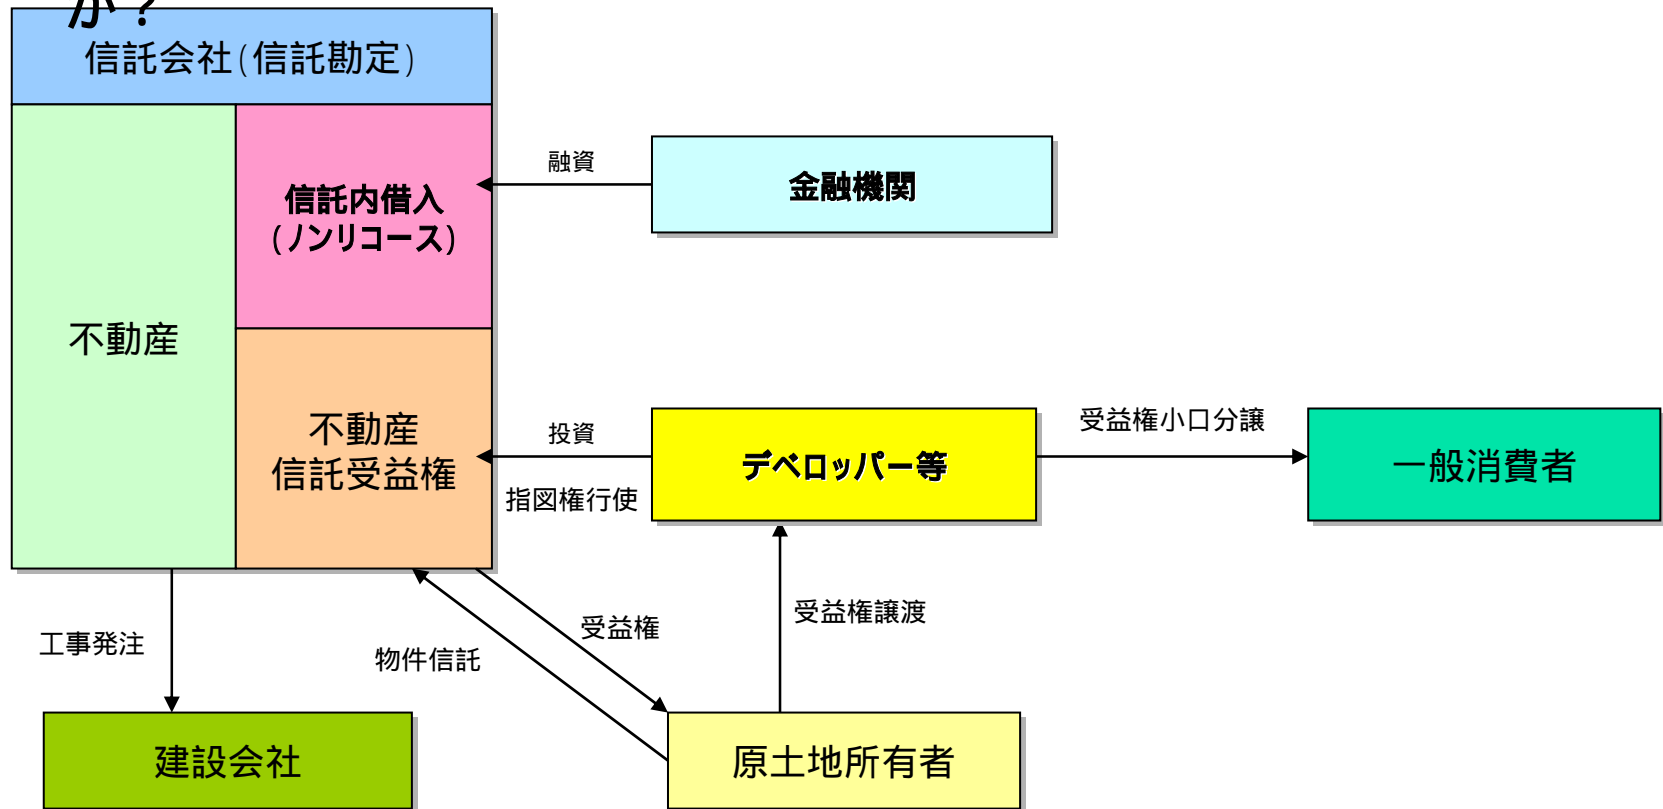 か？
信託会社(信託勘定)
融資
金融機関
信託内借入
(ノンリコース)
不動産
不動産
信託受益権
投資
指図権行使
デベロッパー等
受益権小口分譲
一般消費者
受益権譲渡
受益権
物件信託
工事発注
建設会社
原土地所有者